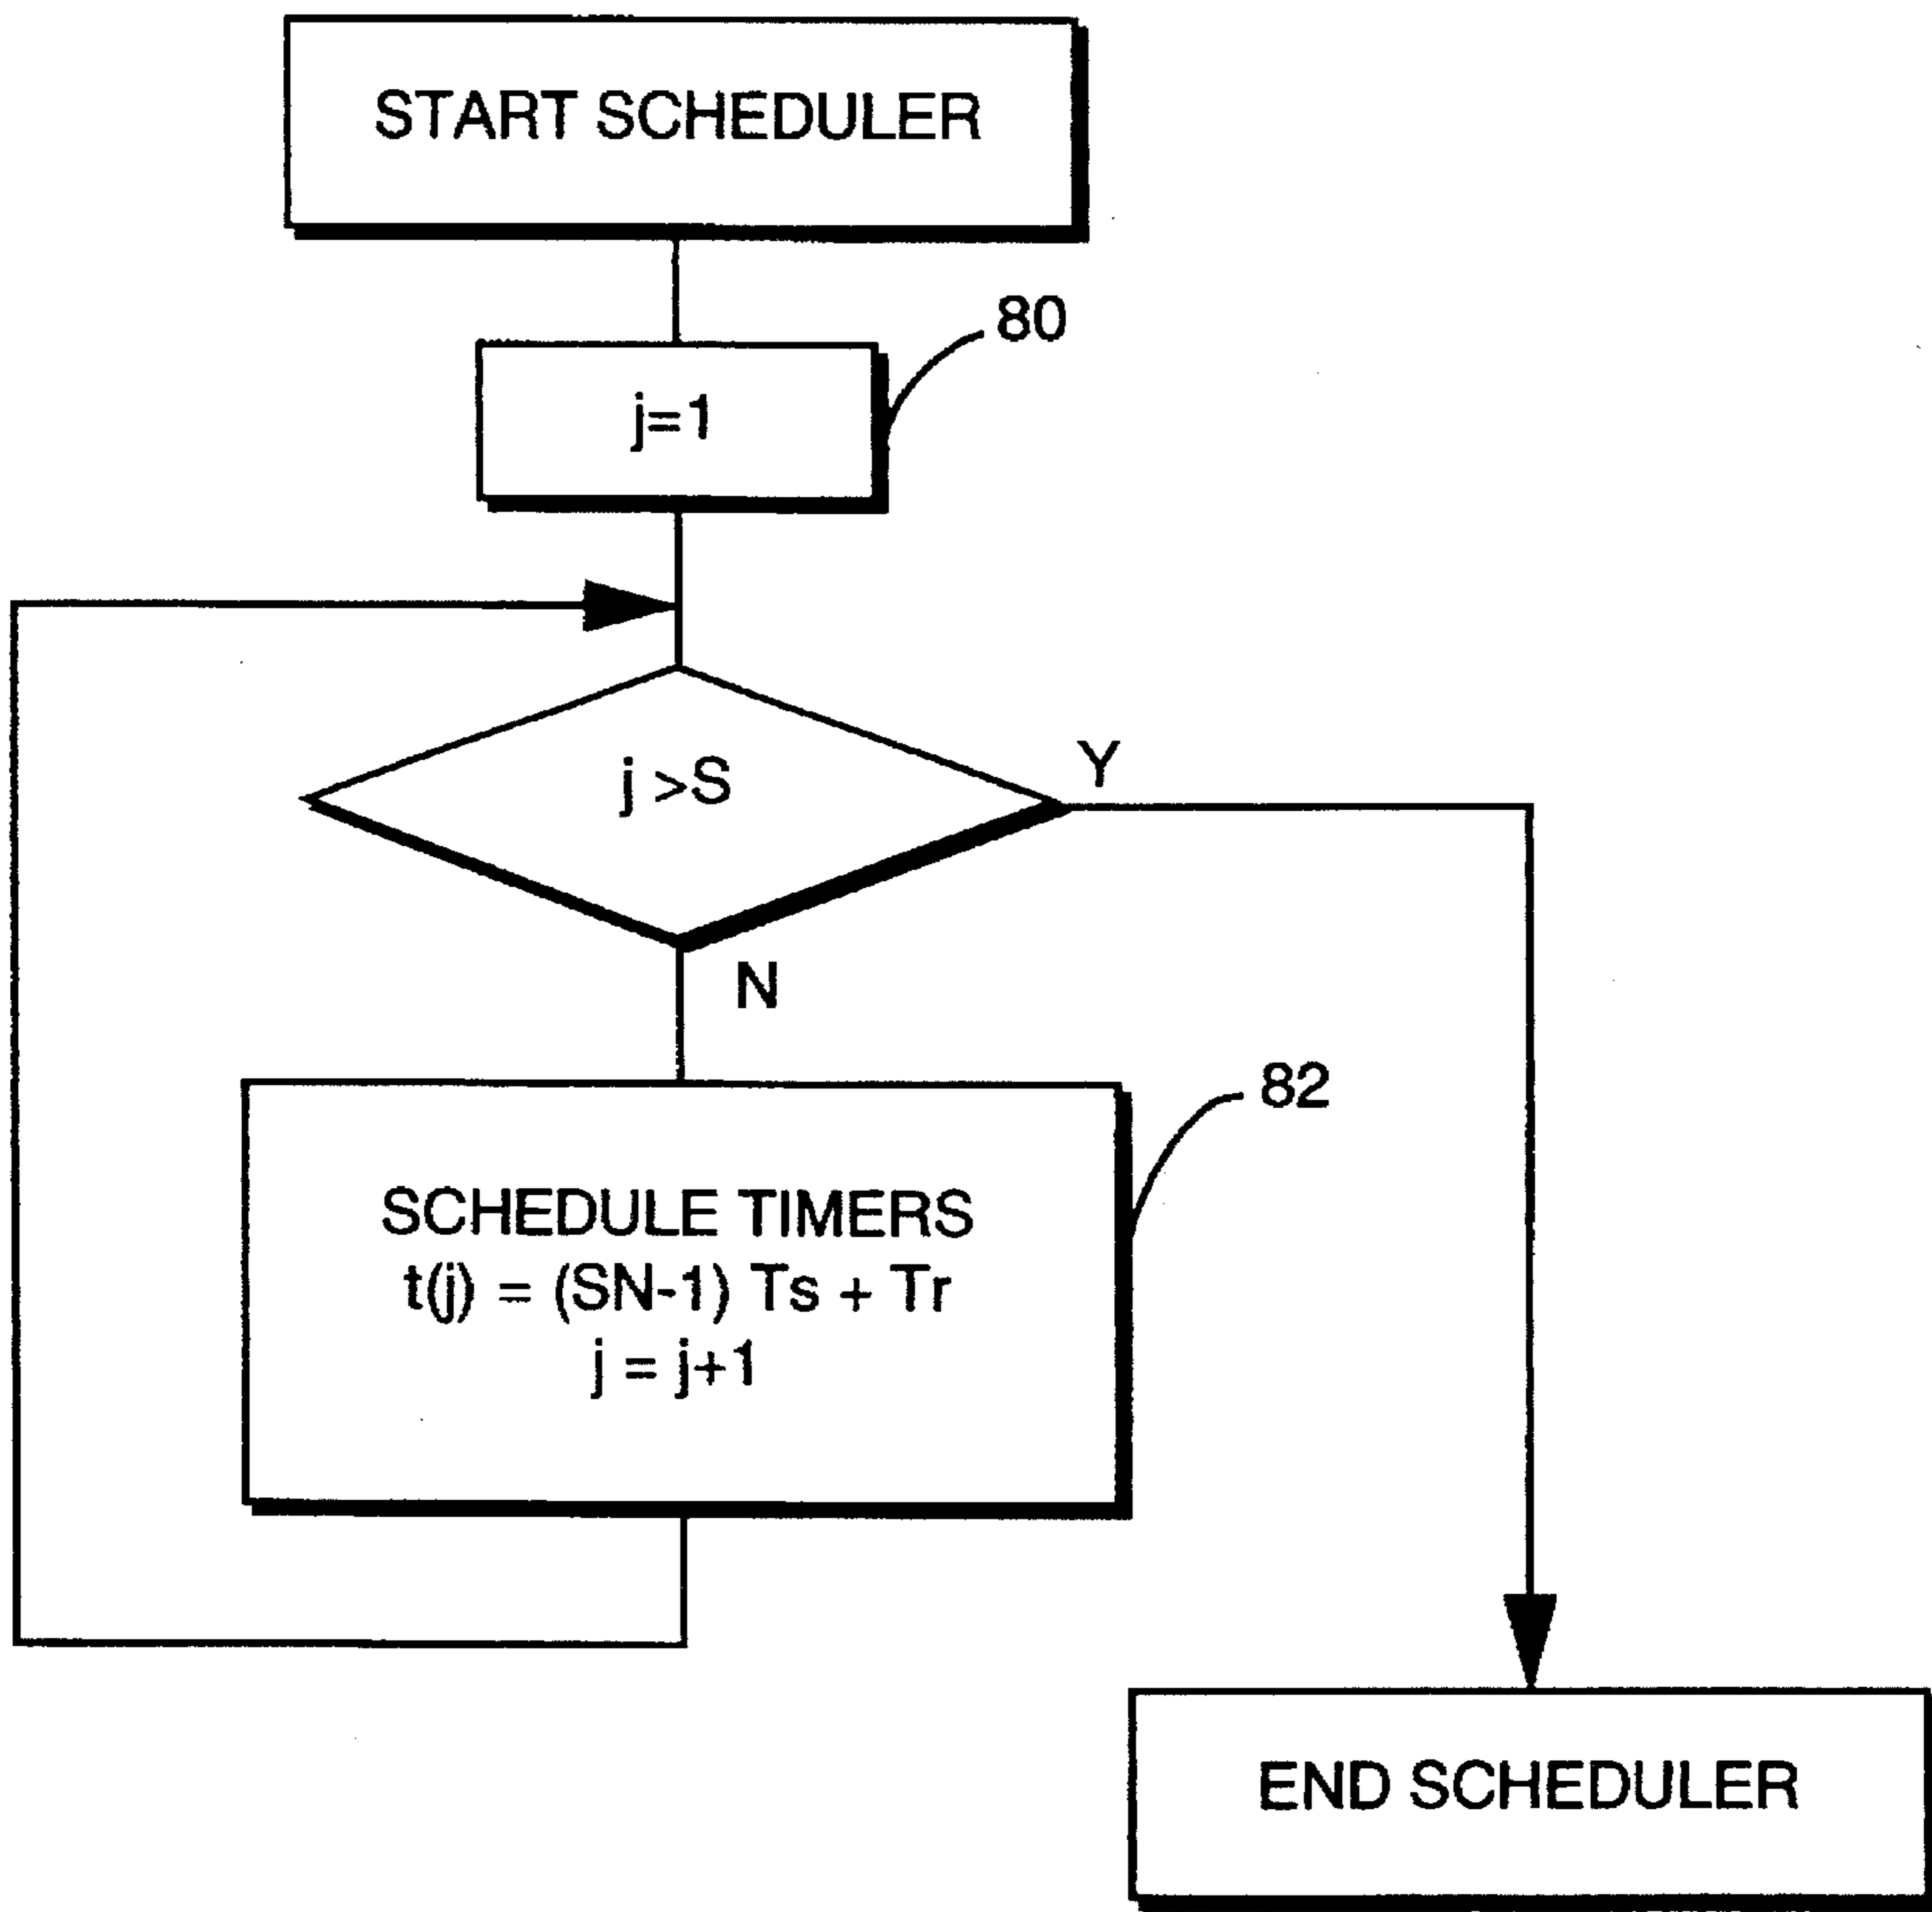 START SCHEDULER
80
j=1
j >S
Y
N
82
SCHEDULE TIMERS
t(j) = (SN-1) Ts + Tr
j = j+1
END SCHEDULER